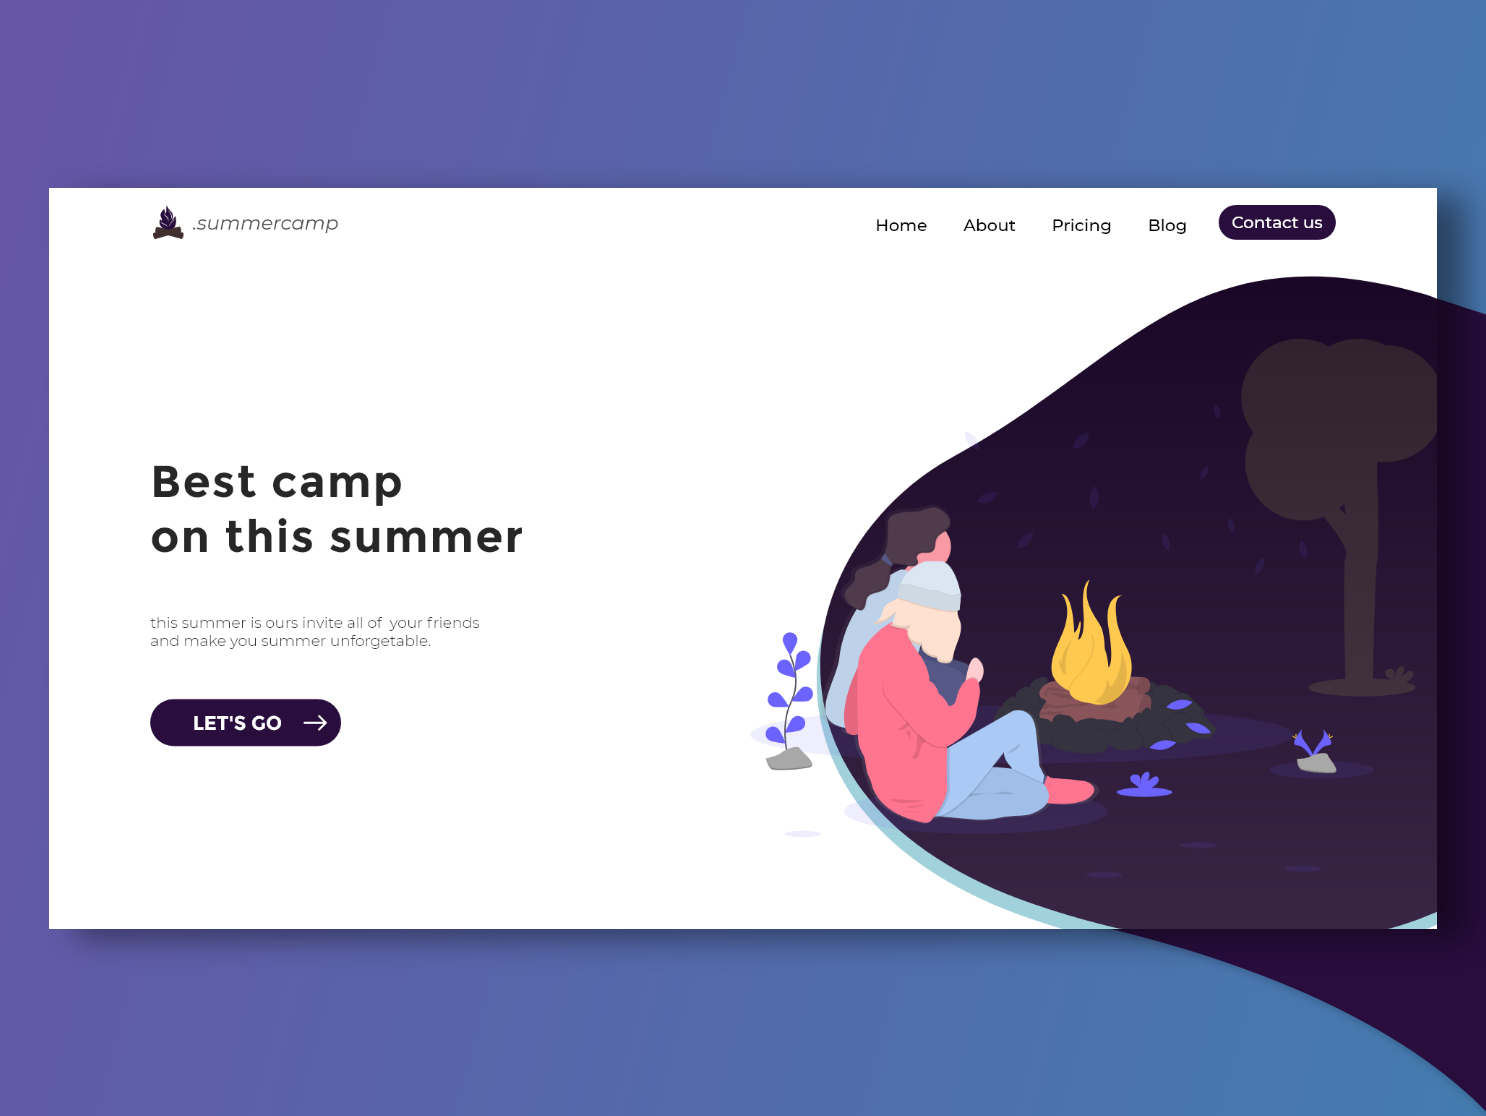 .summercamp
Home About Pricing Blog Contact us
Best camp
on this summer
this summer is ours invite all of your friends
and make you summer unforgetable.
LET'S GO